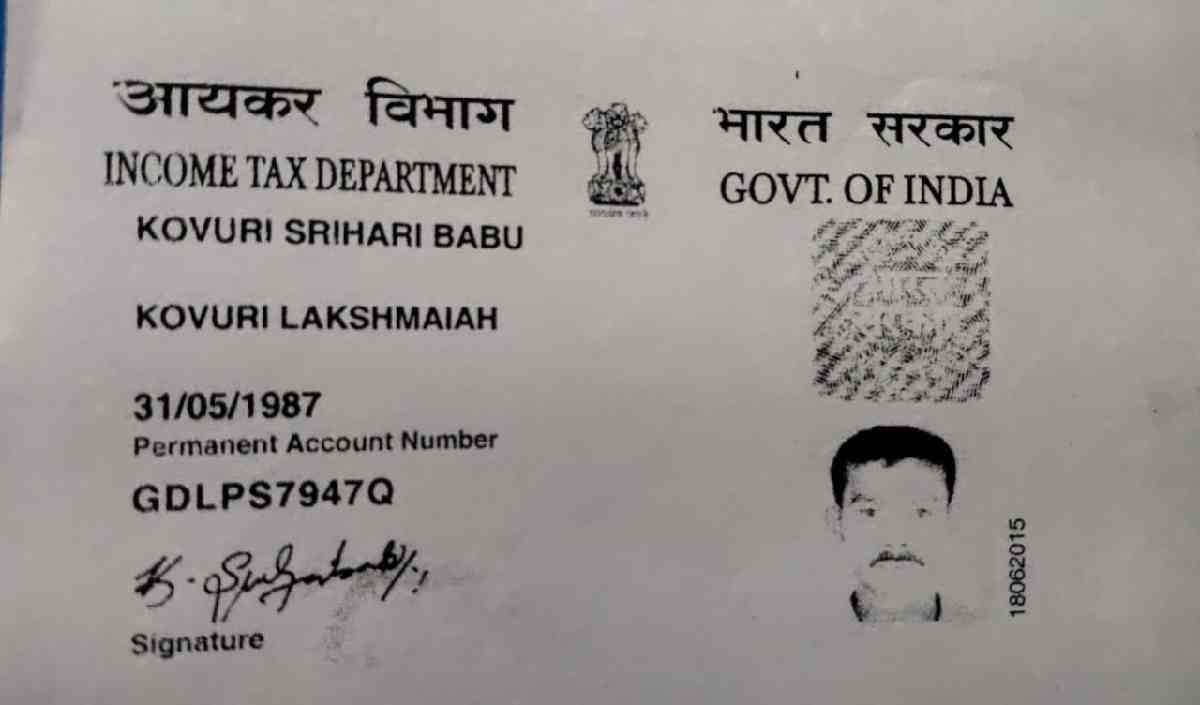 आयकर विभाग
INCOME TAX DEPARTMENT
भारत सरकार
GOVT. OF INDIA
KOVURI SRIHARI BABU
KOVURI LAKSHMAIAH
31/05/1987
Permanent Account Number
GDLPS7947Q
Signature
18062015